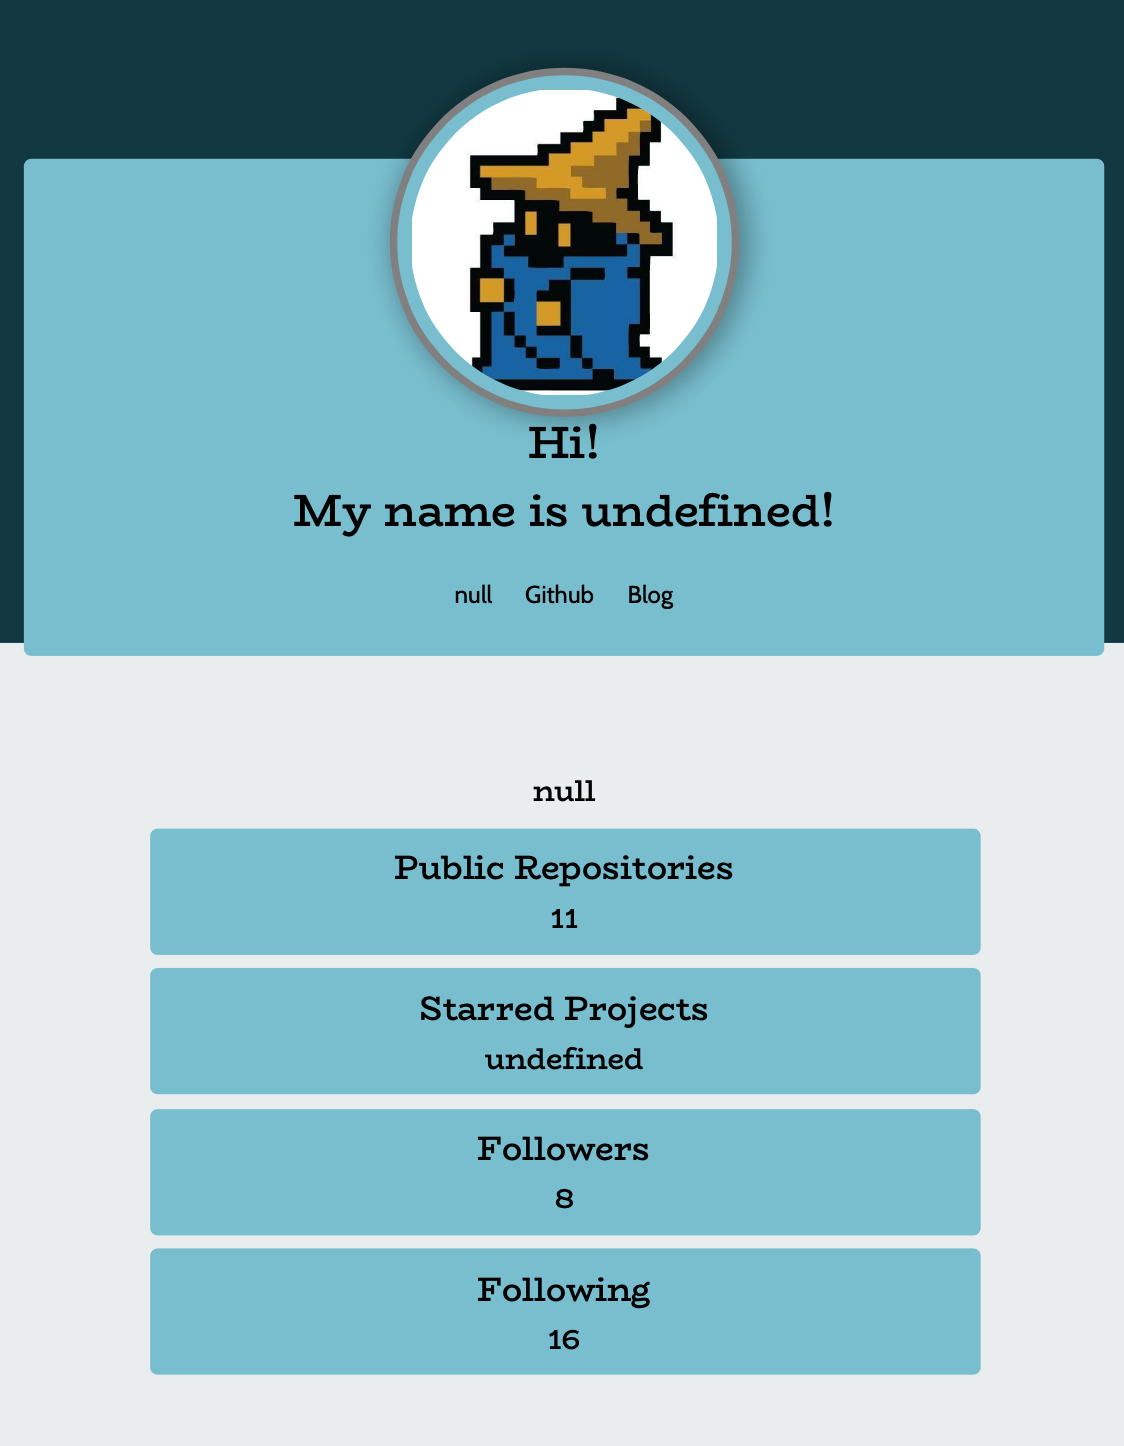 Hi!
My name is undefined!
null Github Blog
null
Public Repositories
11
Starred Projects
undefined
Followers
8
Following
16